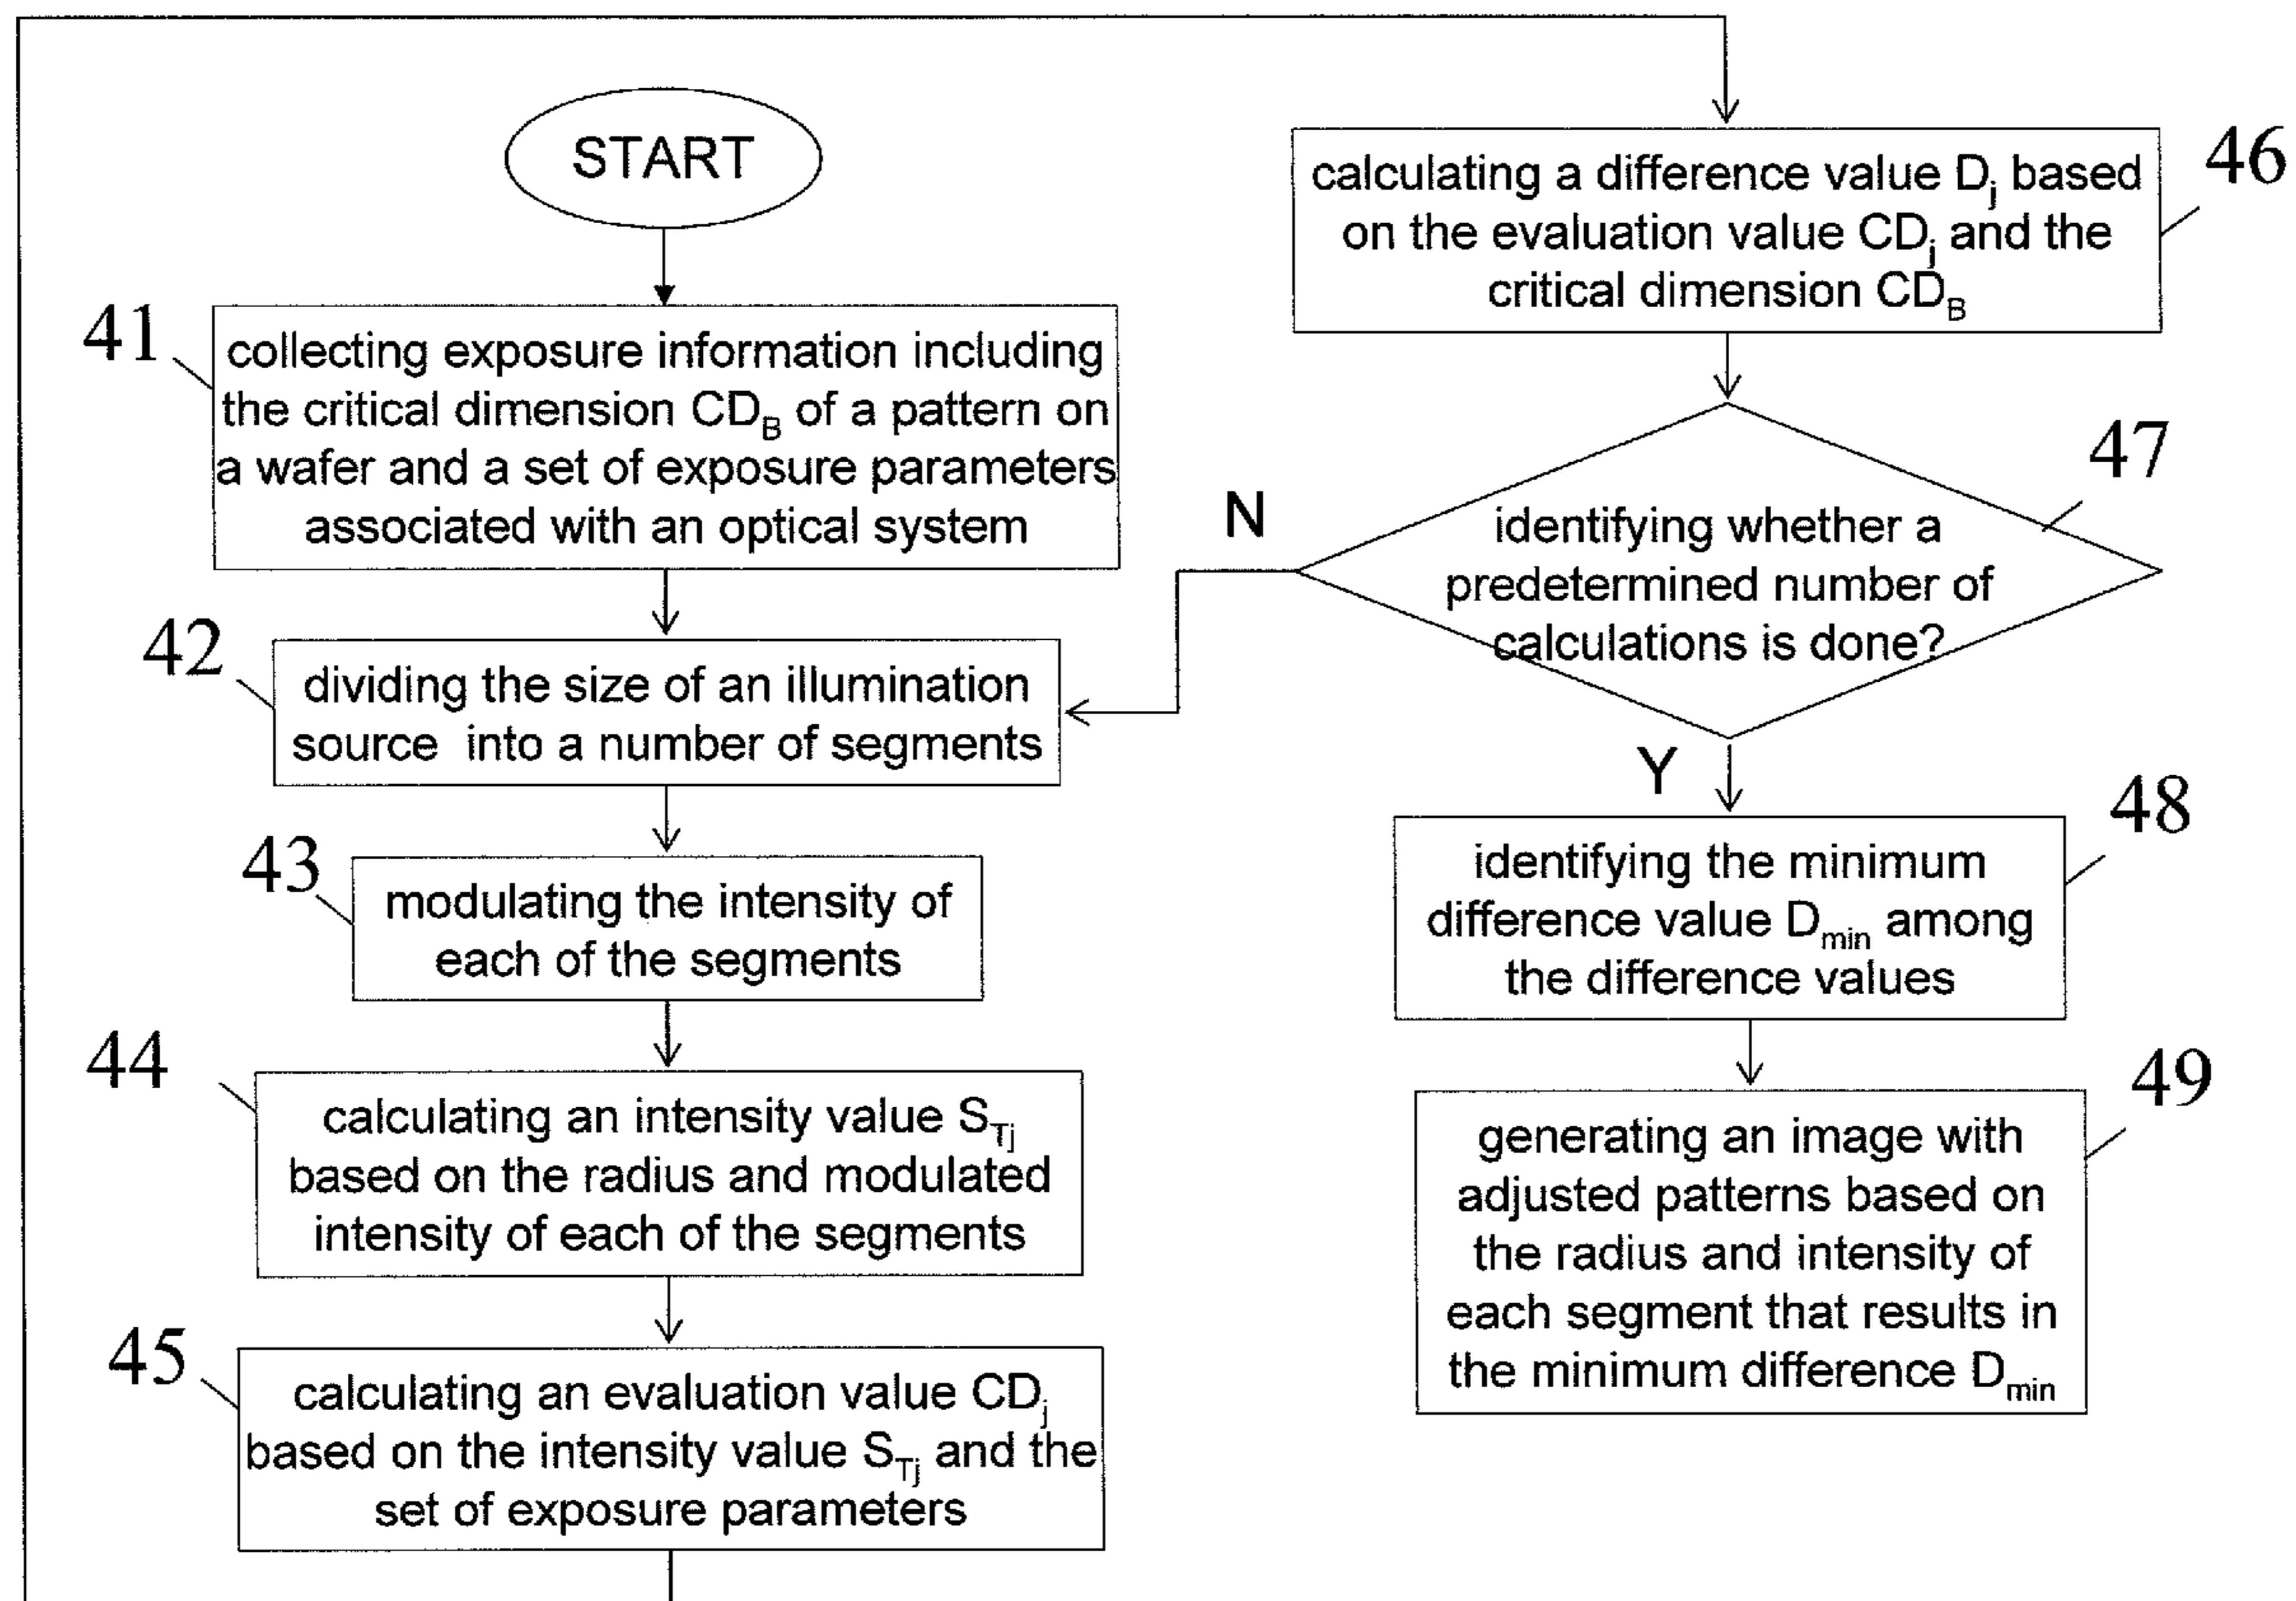 START
41
collecting exposure information including
the critical dimension CD_B of a pattern on
a wafer and a set of exposure parameters
associated with an optical system
42
dividing the size of an illumination
source into a number of segments
43
modulating the intensity of
each of the segments
44
calculating an intensity value S_Tj
based on the radius and modulated
intensity of each of the segments
45
calculating an evaluation value CD_j
based on the intensity value S_Tj and the
set of exposure parameters
46
calculating a difference value D_j based
on the evaluation value CD_j and the
critical dimension CD_B
47
identifying whether a
predetermined number of
calculations is done?
N
Y
48
identifying the minimum
difference value D_min among
the difference values
49
generating an image with
adjusted patterns based on
the radius and intensity of
each segment that results in
the minimum difference D_min